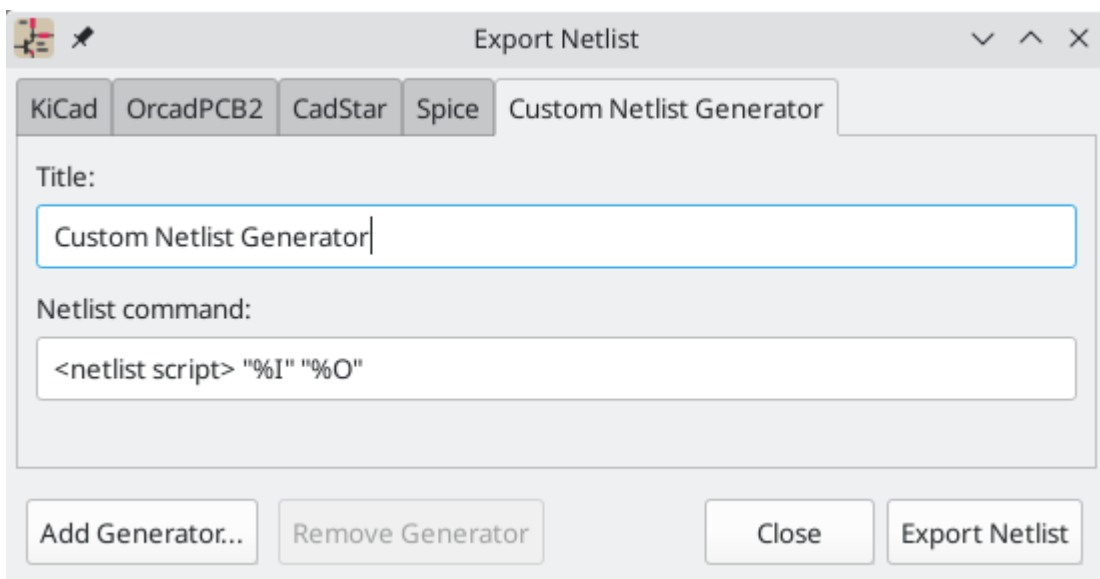 Export Netlist
KiCad OrcadPCB2 CadStar Spice Custom Netlist Generator
Title:
Custom Netlist Generator
Netlist command:
<netlist script> "%I" "%O"
Add Generator... Remove Generator Close Export Netlist